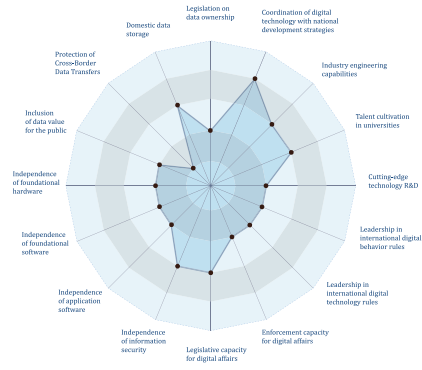 Legislation on
data ownership
Coordination of digital
technology with national
development strategies
Industry engineering
capabilities
Talent cultivation
in universities
Cutting-edge
technology R&D
Leadership in
international digital
behavior rules
Leadership in
international digital
technology rules
Enforcement capacity
for digital affairs
Legislative capacity
for digital affairs
Independence
of information
security
Independence
of application
software
Independence
of foundational
software
Independence
of foundational
hardware
Inclusion
of data value
for the public
Protection of
Cross-Border
Data Transfers
Domestic data
storage